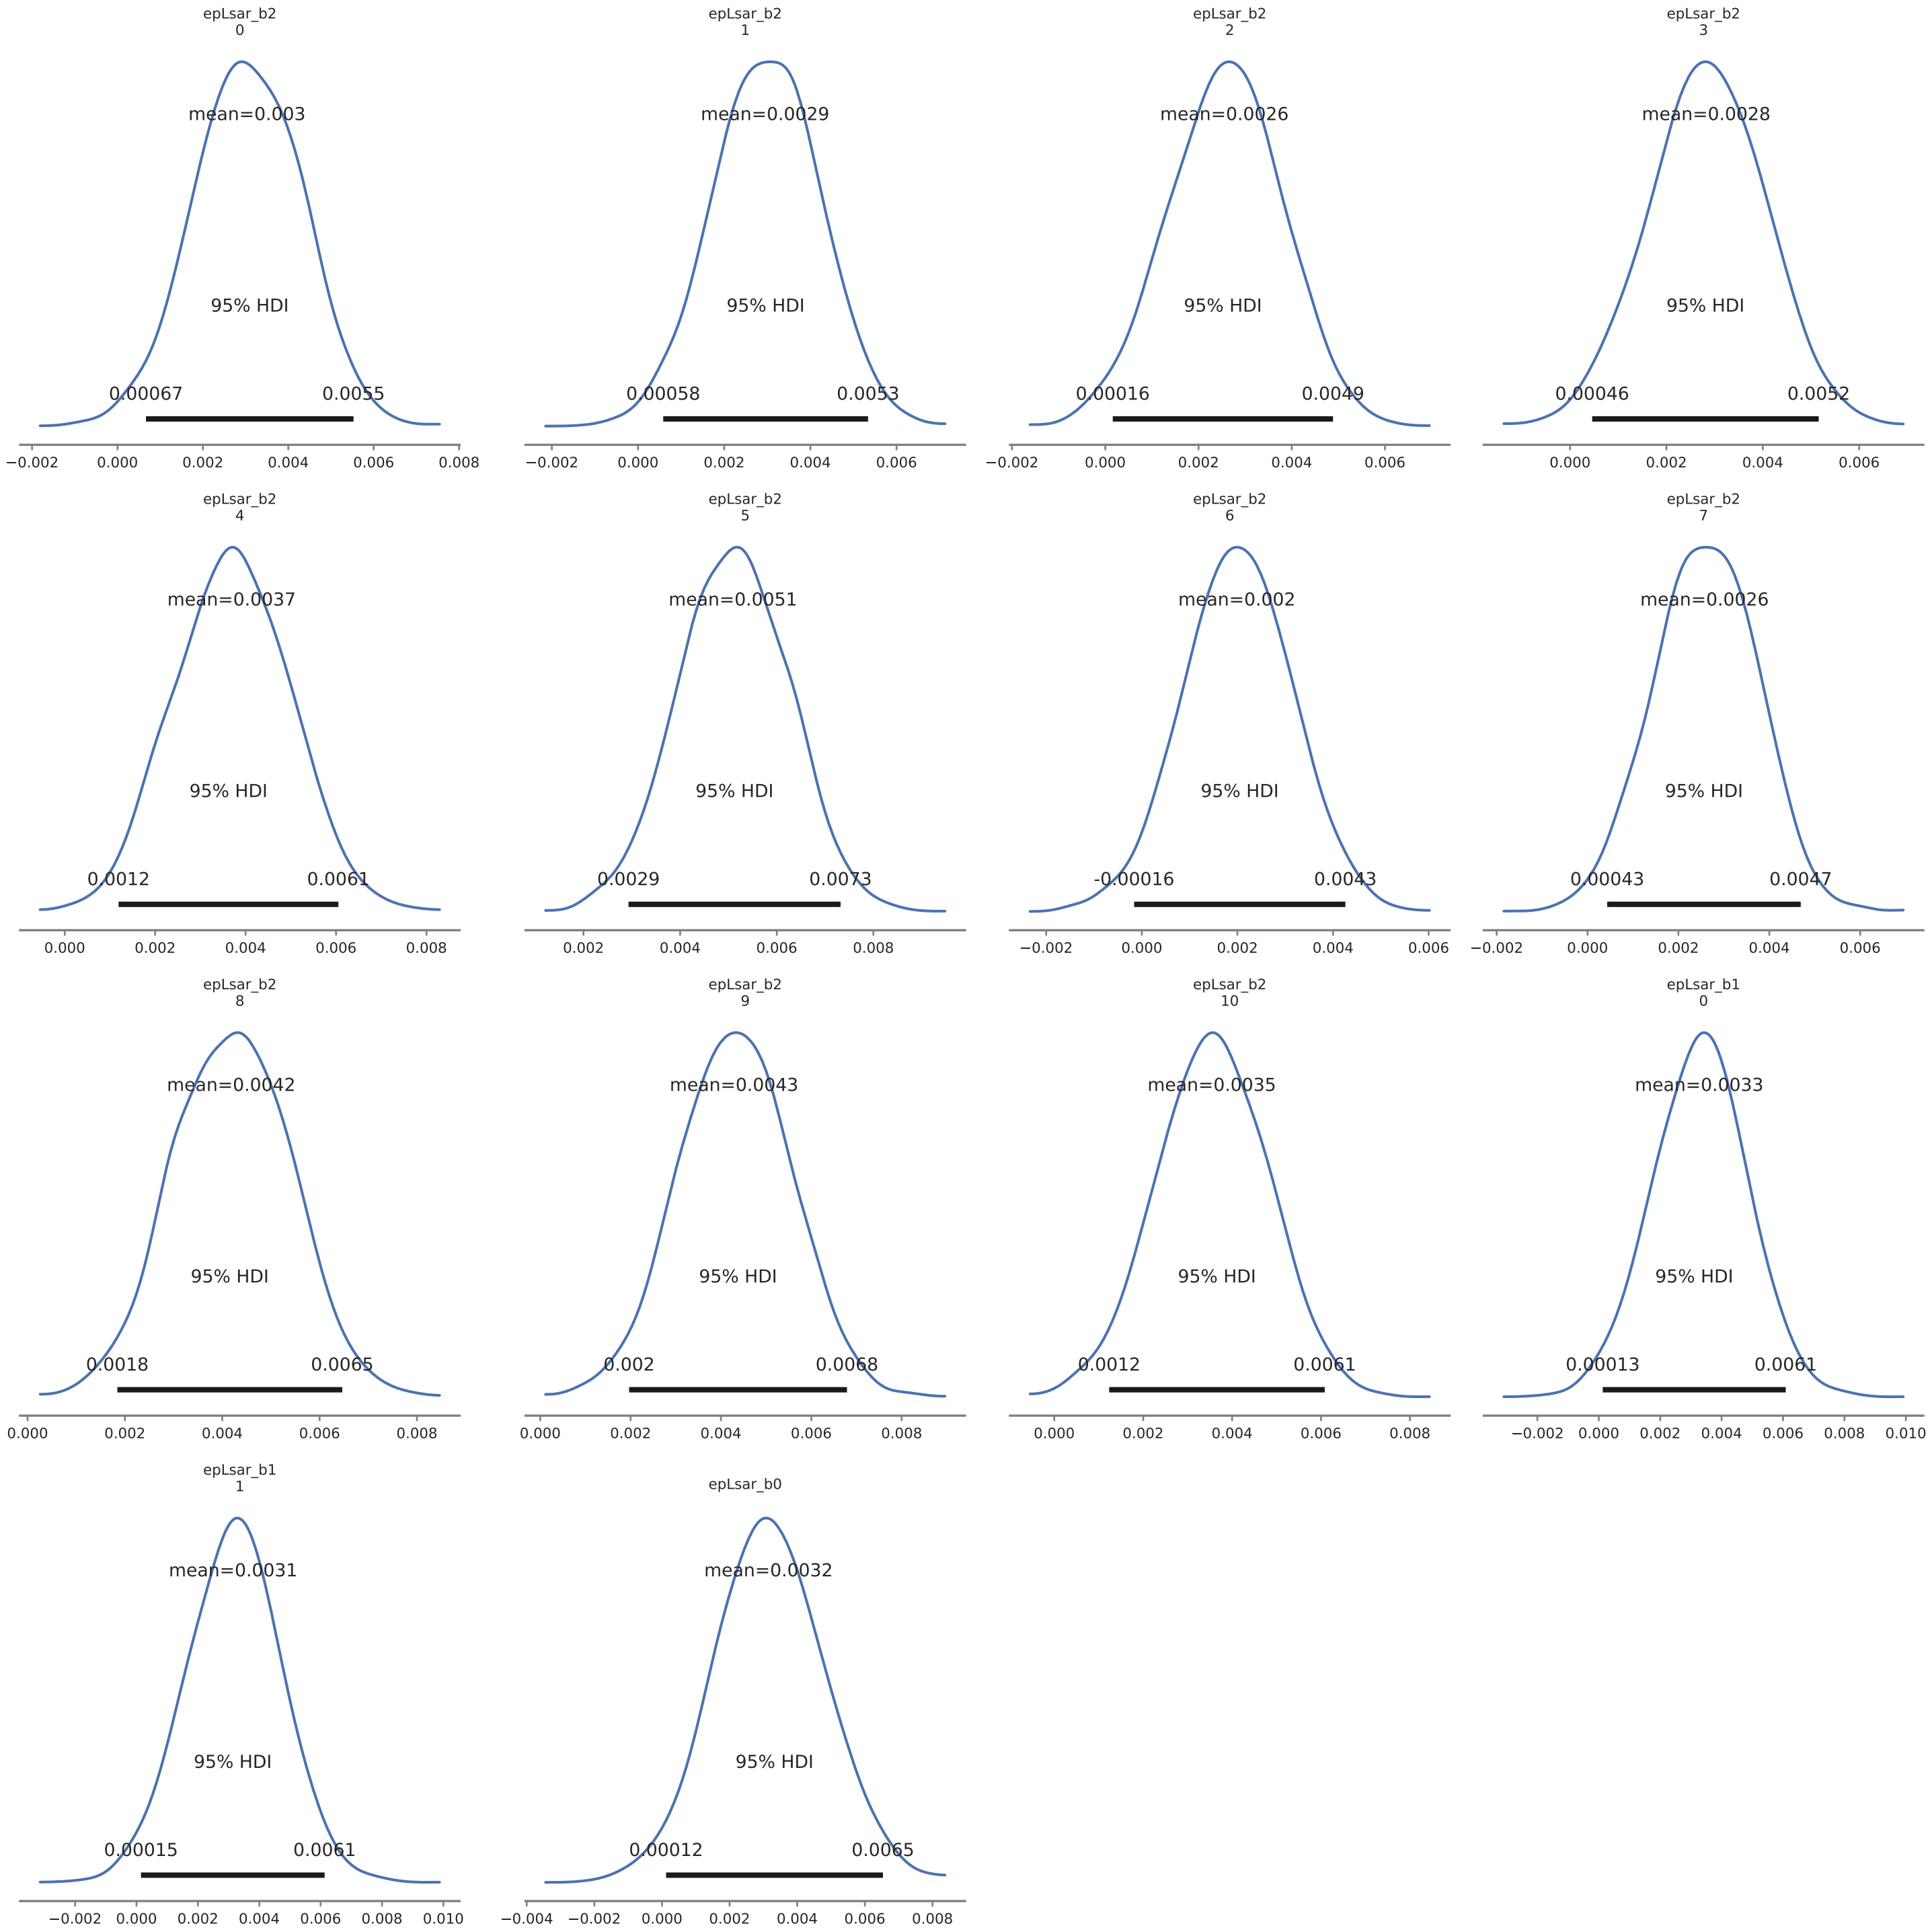 epLsar_b2
0
mean=0.003
95% HDI
0.00067 0.0055
−0.002 0.000 0.002 0.004 0.006 0.008
epLsar_b2
1
mean=0.0029
95% HDI
0.00058 0.0053
−0.002 0.000 0.002 0.004 0.006
epLsar_b2
2
mean=0.0026
95% HDI
0.00016 0.0049
−0.002 0.000 0.002 0.004 0.006
epLsar_b2
3
mean=0.0028
95% HDI
0.00046 0.0052
0.000 0.002 0.004 0.006
epLsar_b2
4
mean=0.0037
95% HDI
0.0012 0.0061
0.000 0.002 0.004 0.006 0.008
epLsar_b2
5
mean=0.0051
95% HDI
0.0029 0.0073
0.002 0.004 0.006 0.008
epLsar_b2
6
mean=0.002
95% HDI
-0.00016 0.0043
−0.002 0.000 0.002 0.004 0.006
epLsar_b2
7
mean=0.0026
95% HDI
0.00043 0.0047
−0.002 0.000 0.002 0.004 0.006
epLsar_b2
8
mean=0.0042
95% HDI
0.0018 0.0065
0.000 0.002 0.004 0.006 0.008
epLsar_b2
9
mean=0.0043
95% HDI
0.002 0.0068
0.000 0.002 0.004 0.006 0.008
epLsar_b2
10
mean=0.0035
95% HDI
0.0012 0.0061
0.000 0.002 0.004 0.006 0.008
epLsar_b1
0
mean=0.0033
95% HDI
0.00013 0.0061
−0.002 0.000 0.002 0.004 0.006 0.008 0.010
epLsar_b1
1
mean=0.0031
95% HDI
0.00015 0.0061
−0.002 0.000 0.002 0.004 0.006 0.008 0.010
epLsar_b0
mean=0.0032
95% HDI
0.00012 0.0065
−0.004 −0.002 0.000 0.002 0.004 0.006 0.008